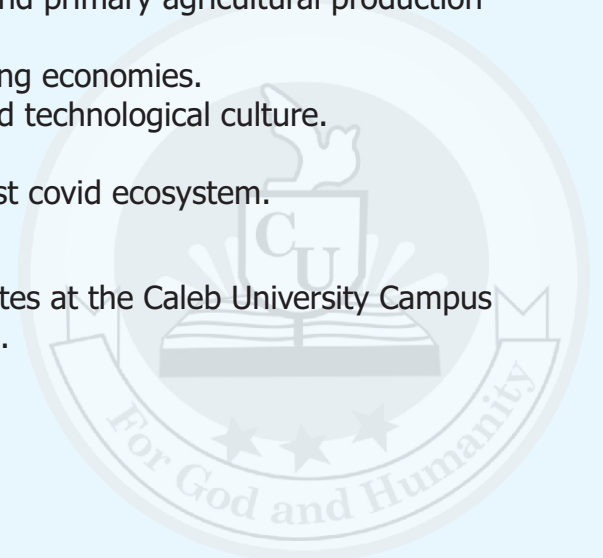 nd primary agricultural production
ng economies.
d technological culture.
st covid ecosystem.
tes at the Caleb University Campus
.
CU
For God and Humanity